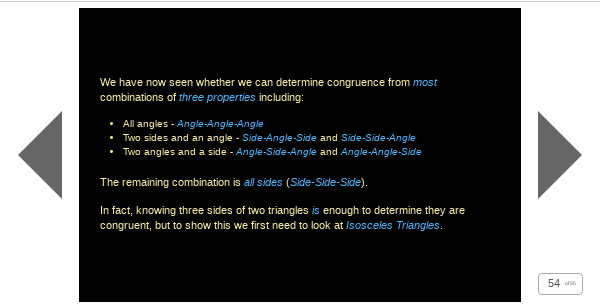 We have now seen whether we can determine congruence from most
combinations of three properties including:
• All angles - Angle-Angle-Angle
• Two sides and an angle - Side-Angle-Side and Side-Side-Angle
• Two angles and a side - Angle-Side-Angle and Angle-Angle-Side
The remaining combination is all sides (Side-Side-Side).
In fact, knowing three sides of two triangles is enough to determine they are
congruent, but to show this we first need to look at Isosceles Triangles.
54 of 55